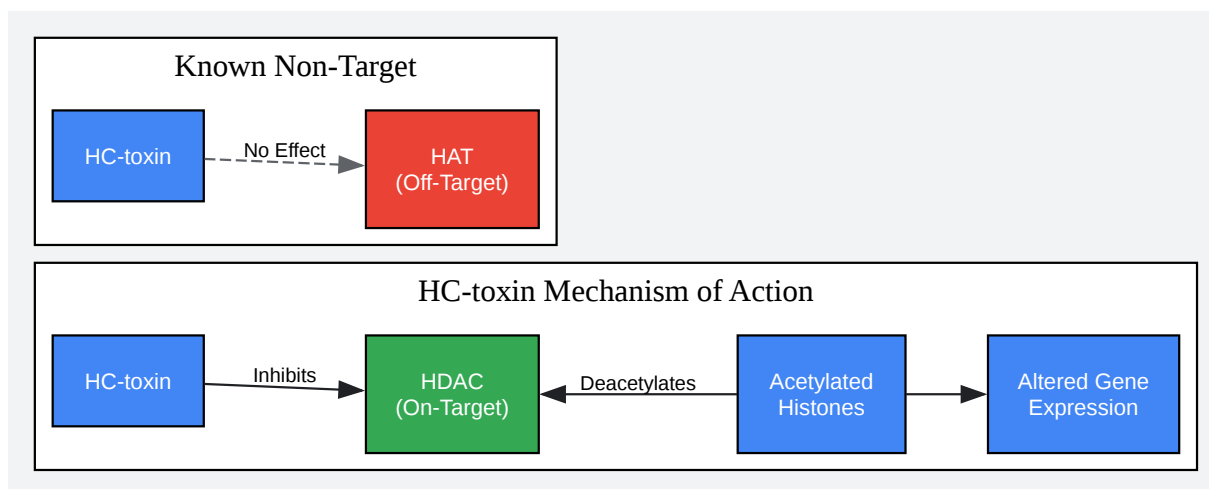 Known Non-Target
HC-toxin
No Effect
HAT
(Off-Target)
HC-toxin Mechanism of Action
HC-toxin
Inhibits
HDAC
(On-Target)
Deacetylates
Acetylated
Histones
Altered Gene
Expression